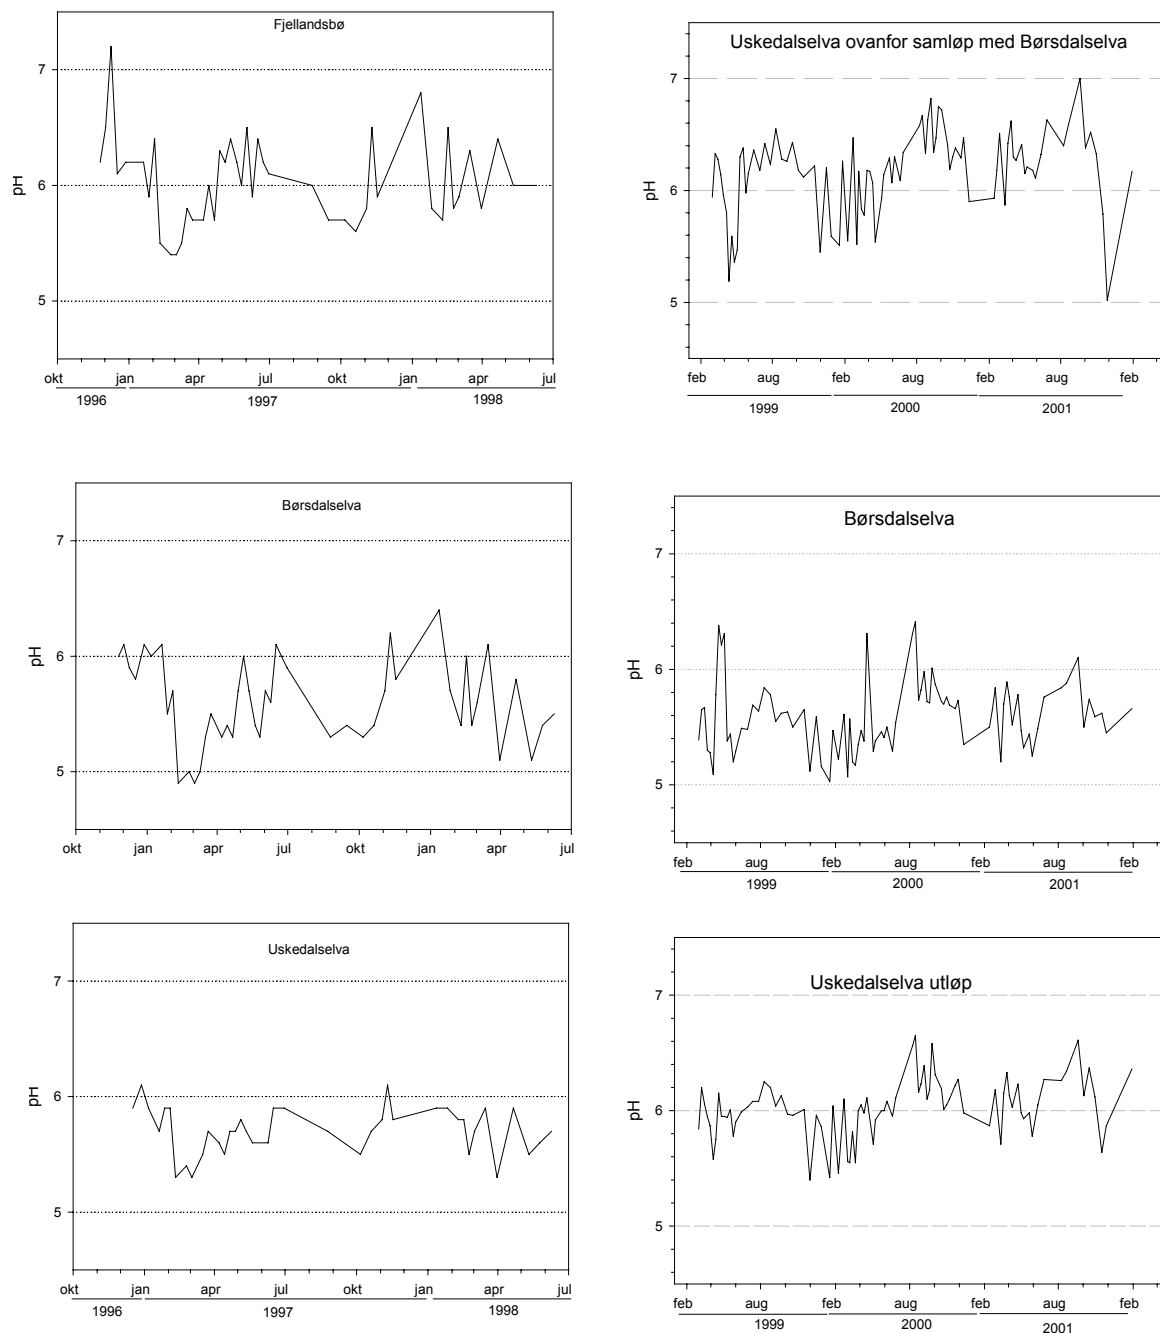 Fjellandsbø
7
6
5
pH
okt jan apr jul okt jan apr jul
1996 1997 1998
Uskedalselva ovanfor samløp med Børsdalselva
7
6
5
pH
feb aug feb aug feb aug feb
1999 2000 2001
Børsdalselva
7
6
5
pH
okt jan apr jul okt jan apr jul
Børsdalselva
7
6
5
pH
feb aug feb aug feb aug feb
1999 2000 2001
Uskedalselva
7
6
5
pH
okt jan apr jul okt jan apr jul
1996 1997 1998
Uskedalselva utløp
7
6
5
pH
feb aug feb aug feb aug feb
1999 2000 2001